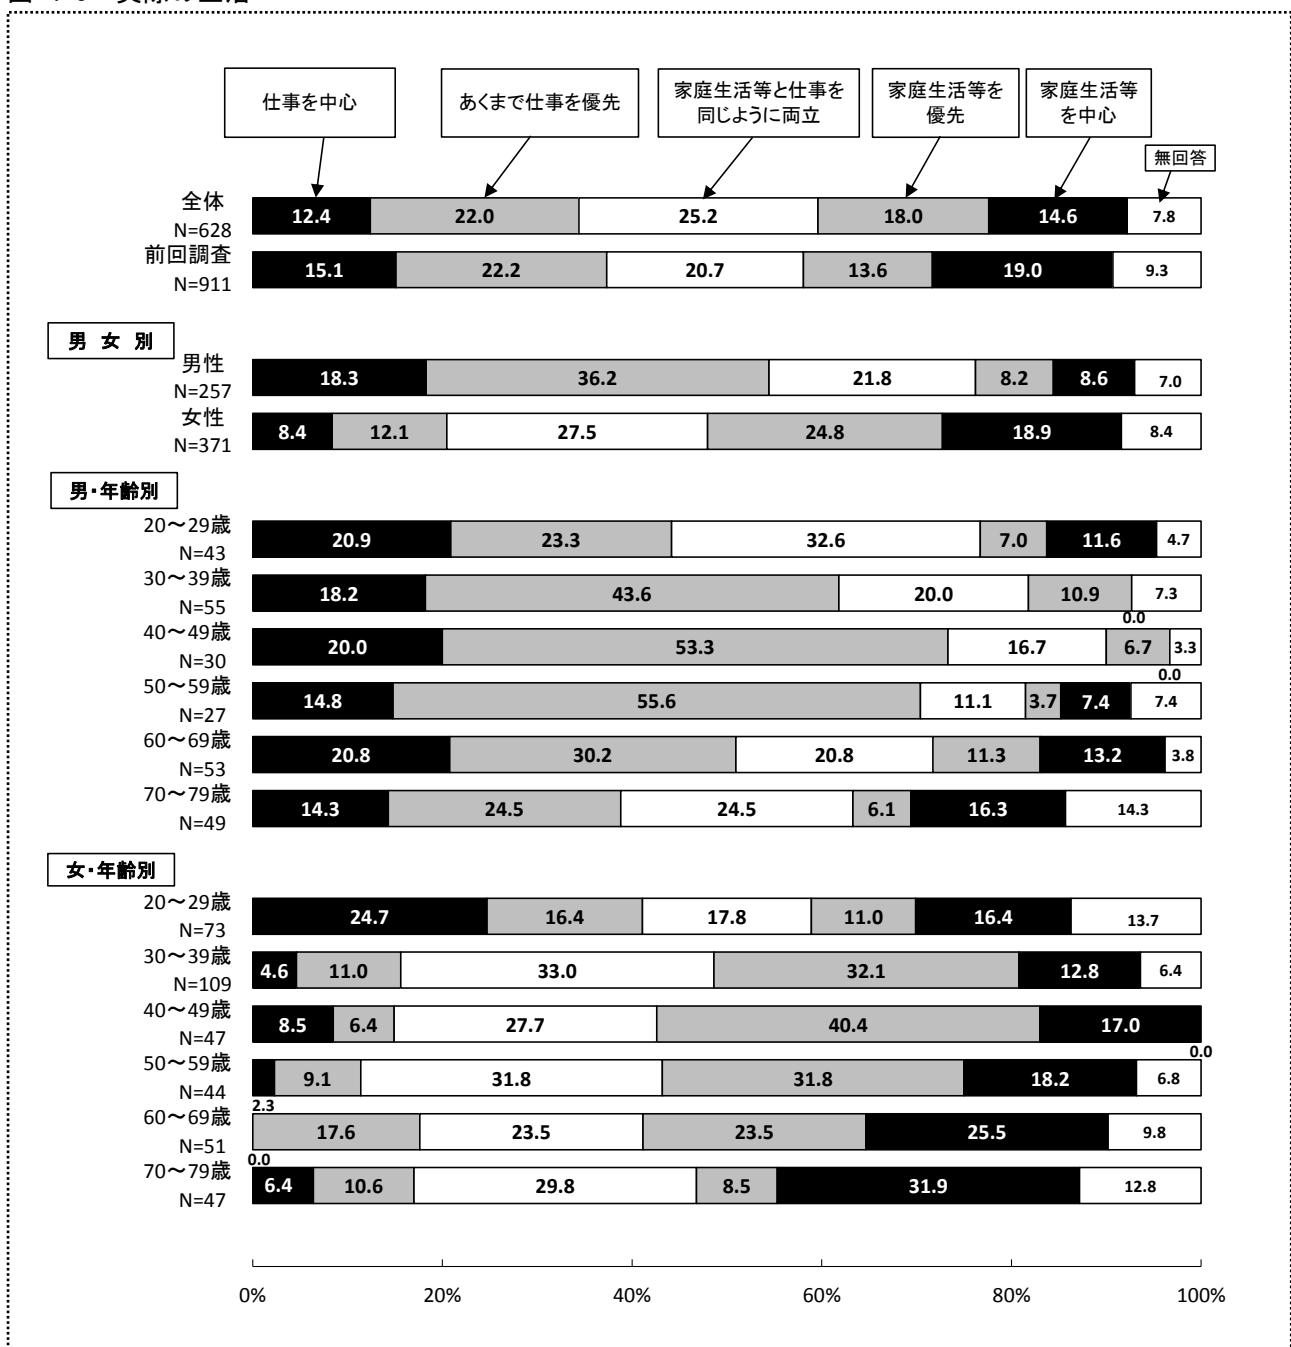 仕事を中心
あくまで仕事を優先
家庭生活等と仕事を
同じように両立
家庭生活等を
優先
家庭生活等
を中心
無回答
全体
N=628
12.4 22.0 25.2 18.0 14.6 7.8
前回調査
N=911
15.1 22.2 20.7 13.6 19.0 9.3
男 女 別
男性
N=257
18.3 36.2 21.8 8.2 8.6 7.0
女性
N=371
8.4 12.1 27.5 24.8 18.9 8.4
男・年齢別
20～29歳
N=43
20.9 23.3 32.6 7.0 11.6 4.7
30～39歳
N=55
18.2 43.6 20.0 10.9 7.3
0.0
40～49歳
N=30
20.0 53.3 16.7 6.7 3.3
0.0
50～59歳
N=27
14.8 55.6 11.1 3.7 7.4 7.4
60～69歳
N=53
20.8 30.2 20.8 11.3 13.2 3.8
70～79歳
N=49
14.3 24.5 24.5 6.1 16.3 14.3
女・年齢別
20～29歳
N=73
24.7 16.4 17.8 11.0 16.4 13.7
30～39歳
N=109
4.6 11.0 33.0 32.1 12.8 6.4
40～49歳
N=47
8.5 6.4 27.7 40.4 17.0
0.0
50～59歳
N=44
9.1 31.8 31.8 18.2 6.8
2.3
60～69歳
N=51
17.6 23.5 23.5 25.5 9.8
0.0
70～79歳
N=47
6.4 10.6 29.8 8.5 31.9 12.8
0% 20% 40% 60% 80% 100%